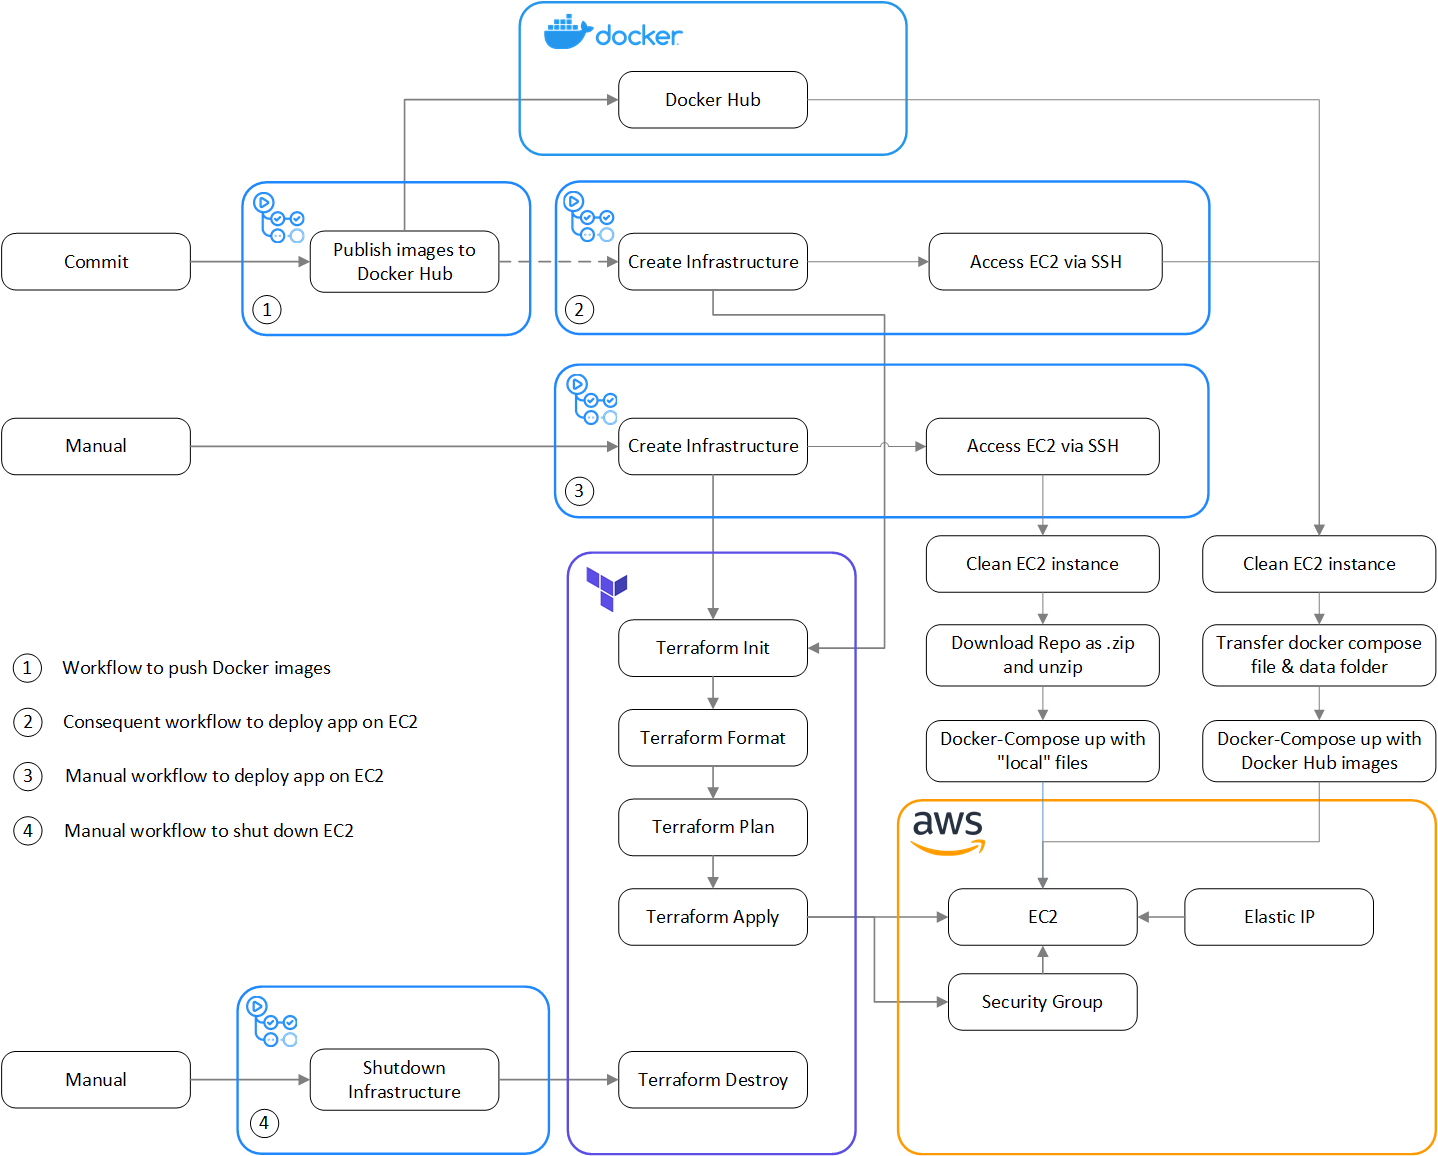 docker
Docker Hub
Commit
Publish images to
Docker Hub
1
Create Infrastructure
Access EC2 via SSH
2
Manual
Create Infrastructure
Access EC2 via SSH
3
Clean EC2 instance
Clean EC2 instance
Terraform Init
Download Repo as .zip
and unzip
Transfer docker compose
file & data folder
1 Workflow to push Docker images
2 Consequent workflow to deploy app on EC2
3 Manual workflow to deploy app on EC2
4 Manual workflow to shut down EC2
Terraform Format
Docker-Compose up with
"local" files
Docker-Compose up with
Docker Hub images
Terraform Plan
aws
Terraform Apply
EC2
Elastic IP
Security Group
Manual
Shutdown
Infrastructure
4
Terraform Destroy